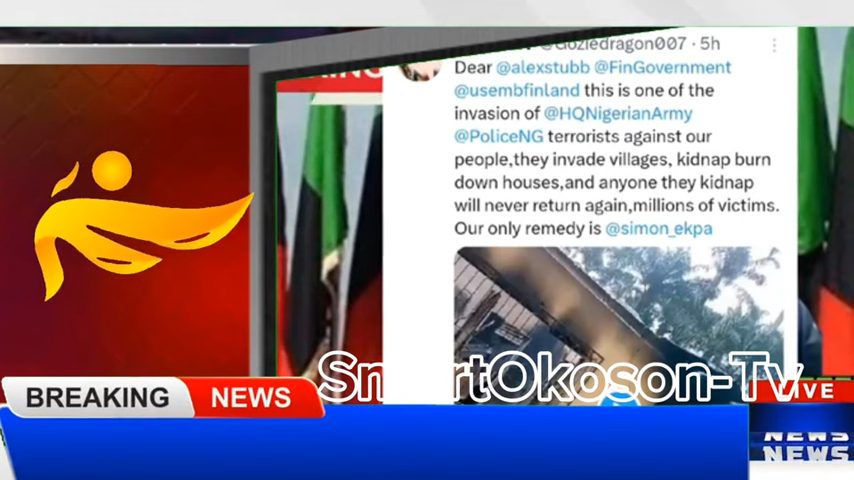 @Goziedragon007 · 5h
Dear @alexstubb @FinGovernment
@usembfinland this is one of the
invasion of @HQNigerianArmy
@PoliceNG terrorists against our
people,they invade villages, kidnap burn
down houses,and anyone they kidnap
will never return again,millions of victims.
Our only remedy is @simon_ekpa
SmartOkoson-Tv
BREAKING NEWS
LIVE
NEWS
NEWS